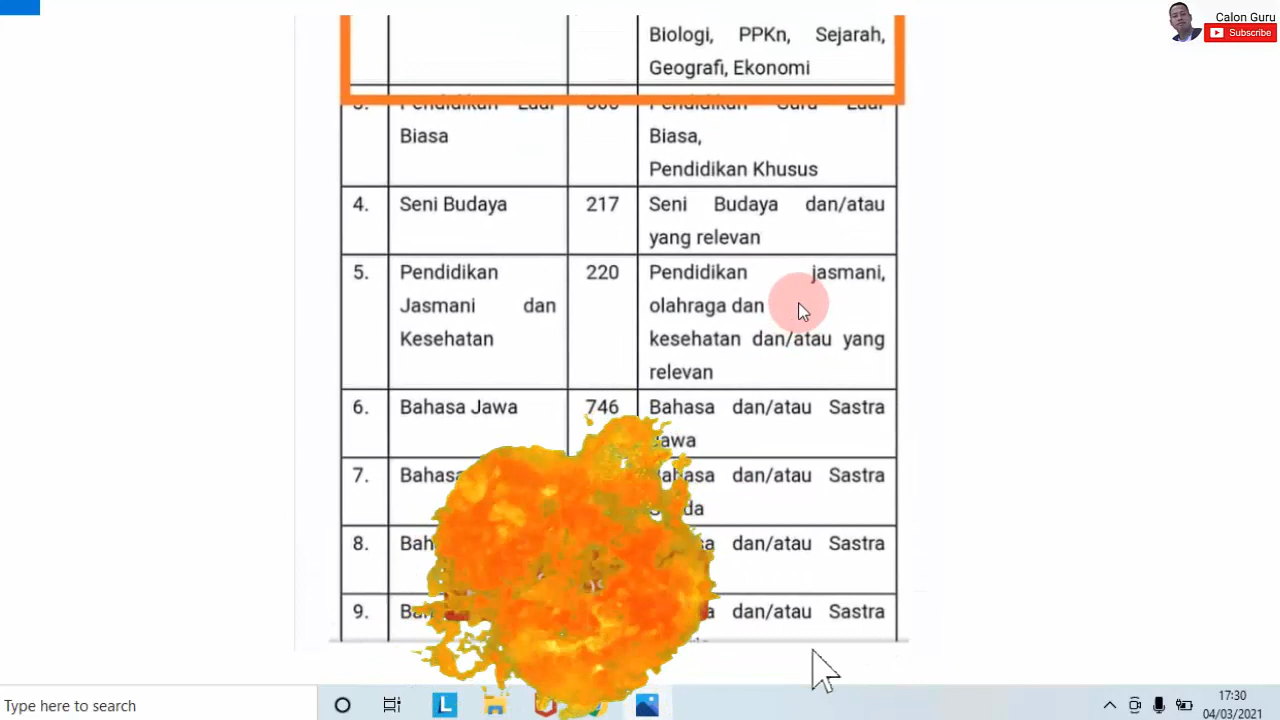 Calon Guru
Subscribe
Biologi, PPKn, Sejarah,
Geografi, Ekonomi
Biasa
Biasa,
Pendidikan Khusus
4. Seni Budaya 217 Seni Budaya dan/atau
yang relevan
5. Pendidikan 220 Pendidikan jasmani,
Jasmani dan olahraga dan
Kesehatan kesehatan dan/atau yang
relevan
6. Bahasa Jawa 746 Bahasa dan/atau Sastra
Jawa
7. Bahasa Bahasa dan/atau Sastra
8. dan/atau Sastra
9. dan/atau Sastra
Type here to search
17:30
04/03/2021